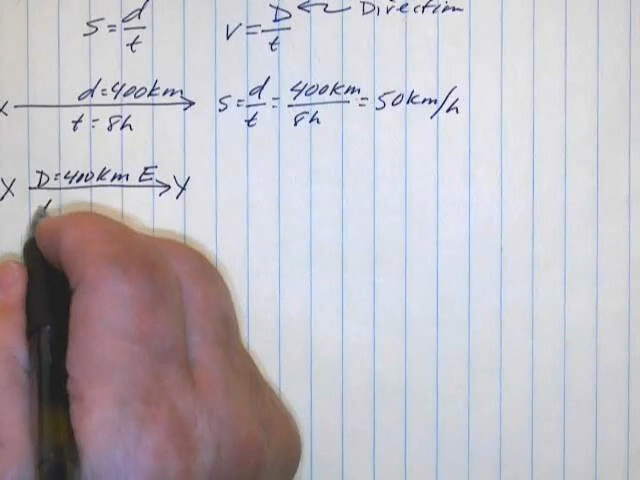 s = d/t v = D/t ← Direction
X d = 400km s = d/t = 400km/8h = 50km/h
t = 8h
X D = 400km E Y
t